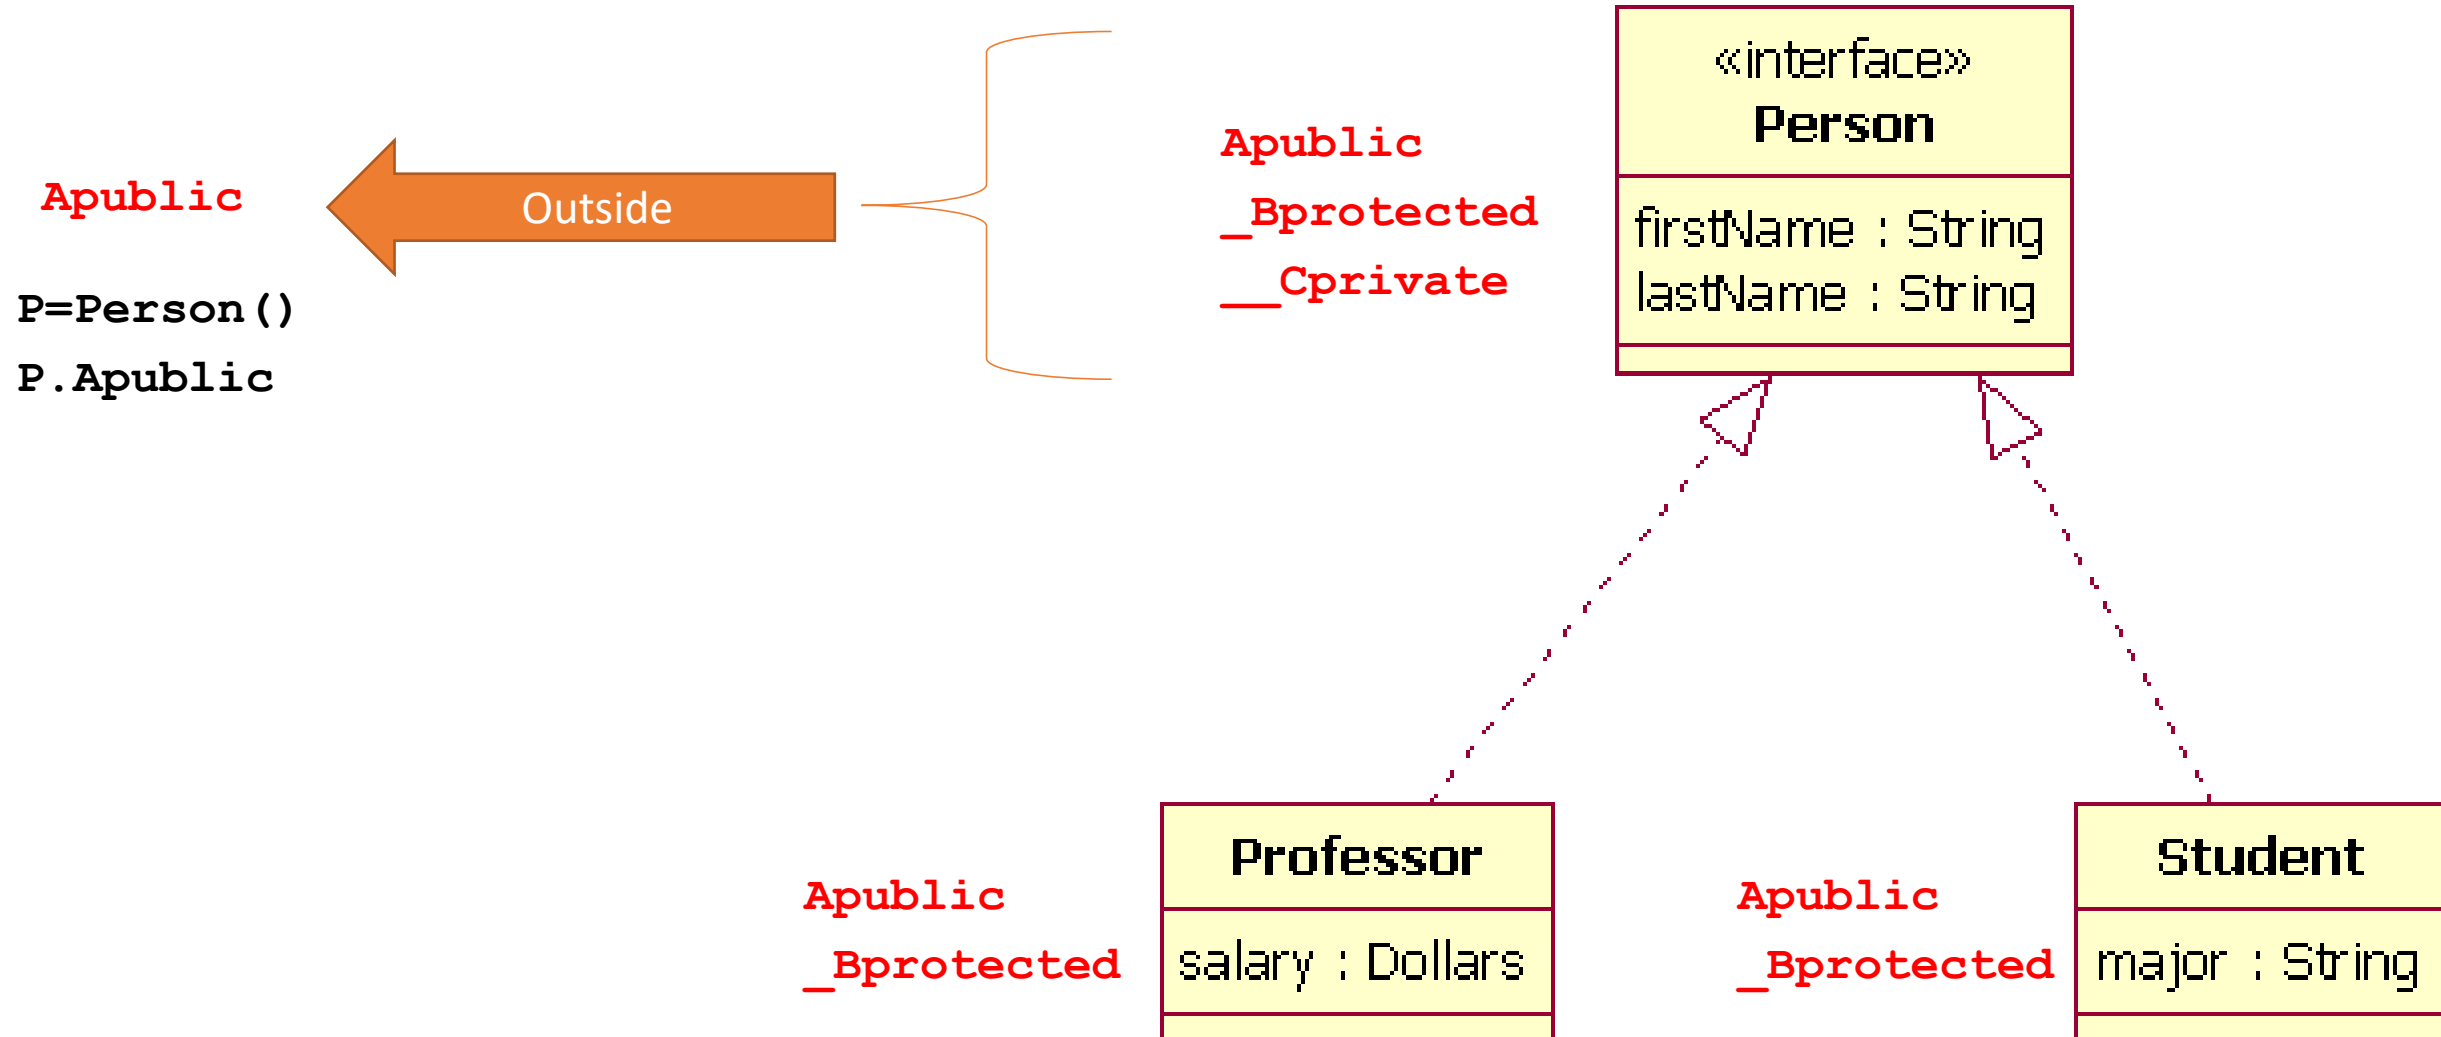 Apublic
P=Person()
P.Apublic
Outside
Apublic
_Bprotected
__Cprivate
«interface»
Person
firstName : String
lastName : String
Apublic
_Bprotected
Professor
salary : Dollars
Apublic
_Bprotected
Student
major : String